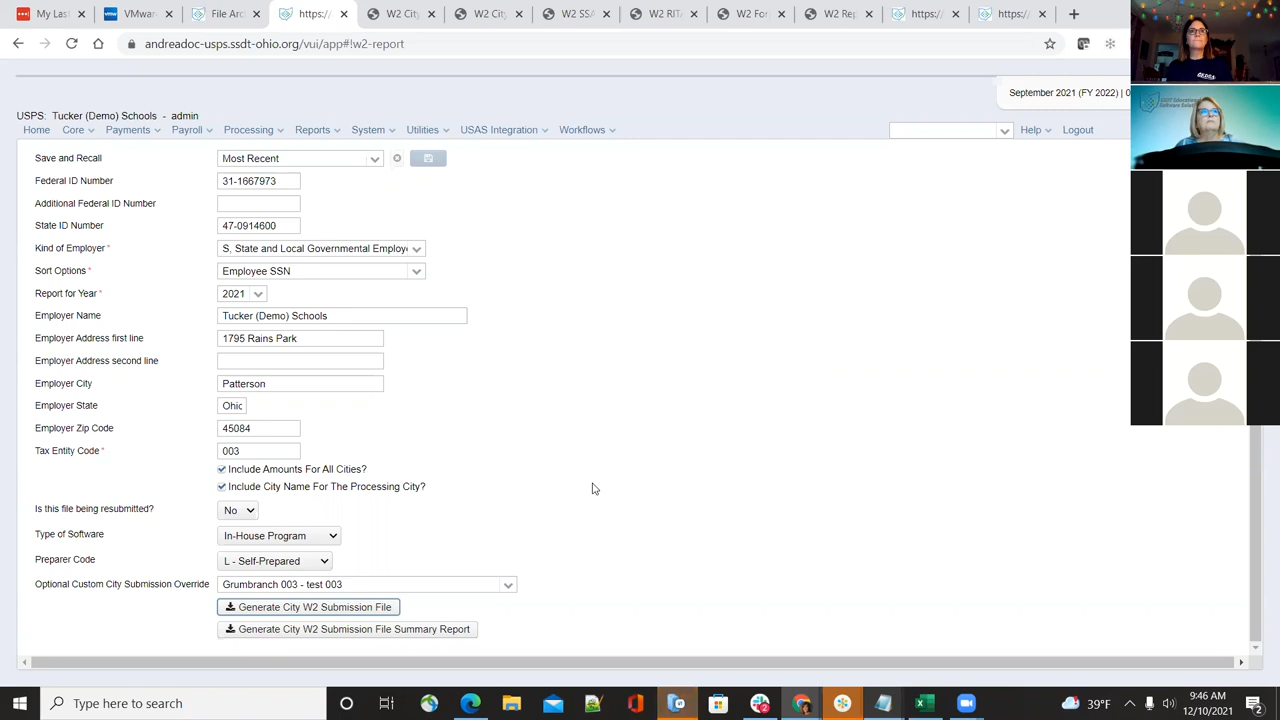 My Las
VMware
File Arc
https:/
W2 City
W2 City
W2 SSA
W2 RITA
W2 For
W2 Rep
https:/
https:/
andreadoc-usps.ssdt-ohio.org/vui/app#!w2-report
September 2021 (FY 2022) | 0
USPS: Tucker (Demo) Schools - admin
Home Core Payments Payroll Processing Reports System Utilities USAS Integration Workflows Help Logout
Save and Recall Most Recent
Federal ID Number 31-1667973
Additional Federal ID Number
State ID Number 47-0914600
Kind of Employer * S, State and Local Governmental Employ
Sort Options * Employee SSN
Report for Year * 2021
Employer Name Tucker (Demo) Schools
Employer Address first line 1795 Rains Park
Employer Address second line
Employer City Patterson
Employer State Ohio
Employer Zip Code 45084
Tax Entity Code * 003
Include Amounts For All Cities?
Include City Name For The Processing City?
Is this file being resubmitted? No
Type of Software In-House Program
Preparer Code L - Self-Prepared
Optional Custom City Submission Override Grumbranch 003 - test 003
Generate City W2 Submission File
Generate City W2 Submission File Summary Report
Type here to search
39°F
9:46 AM
12/10/2021
2